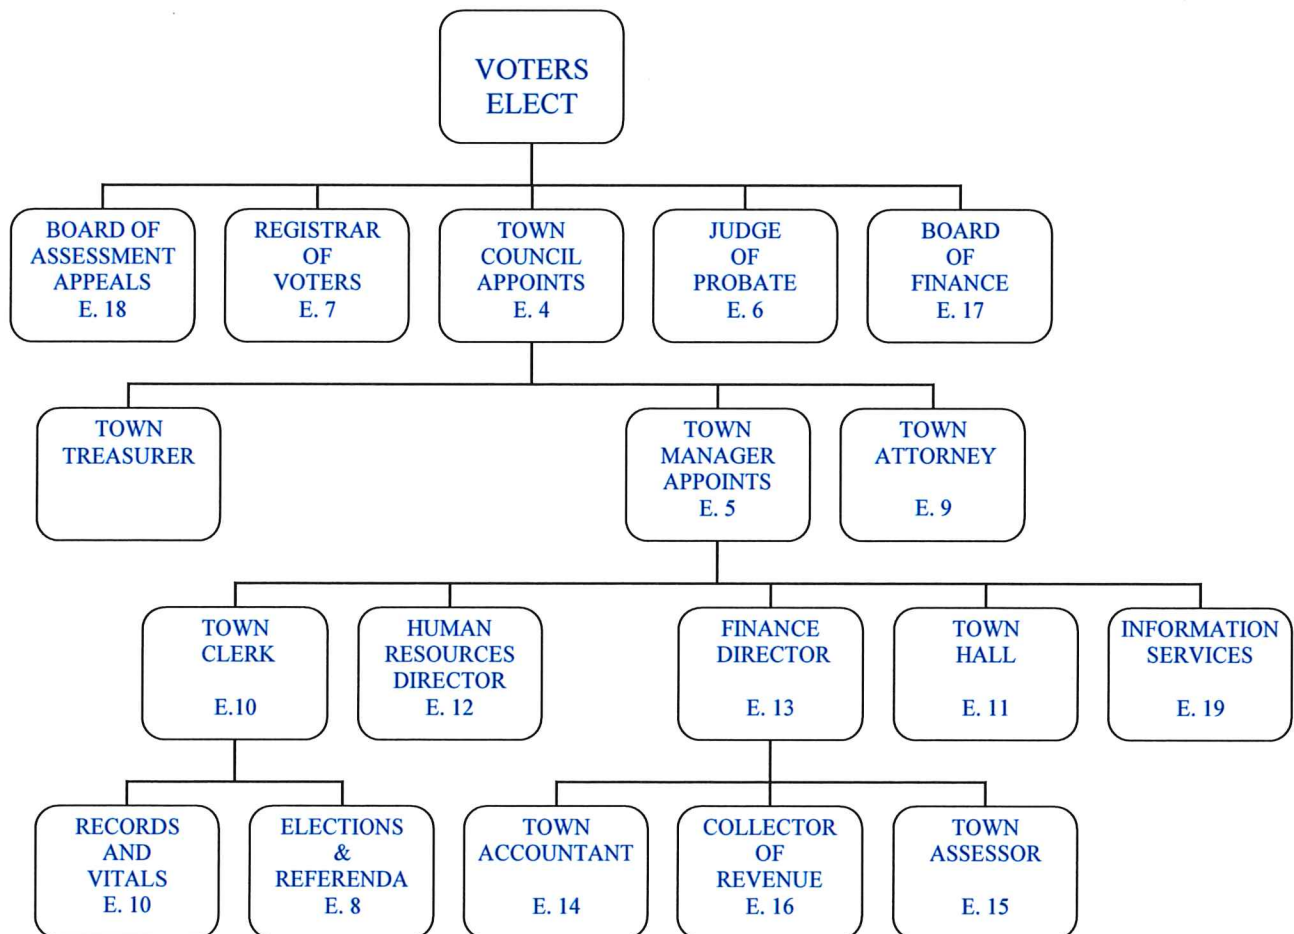 VOTERS
ELECT
BOARD OF
ASSESSMENT
APPEALS
E. 18
REGISTRAR
OF
VOTERS
E. 7
TOWN
COUNCIL
APPOINTS
E. 4
JUDGE
OF
PROBATE
E. 6
BOARD
OF
FINANCE
E. 17
TOWN
TREASURER
TOWN
MANAGER
APPOINTS
E. 5
TOWN
ATTORNEY
E. 9
TOWN
CLERK
E.10
HUMAN
RESOURCES
DIRECTOR
E. 12
FINANCE
DIRECTOR
E. 13
TOWN
HALL
E. 11
INFORMATION
SERVICES
E. 19
RECORDS
AND
VITALS
E. 10
ELECTIONS
&
REFERENDA
E. 8
TOWN
ACCOUNTANT
E. 14
COLLECTOR
OF
REVENUE
E. 16
TOWN
ASSESSOR
E. 15